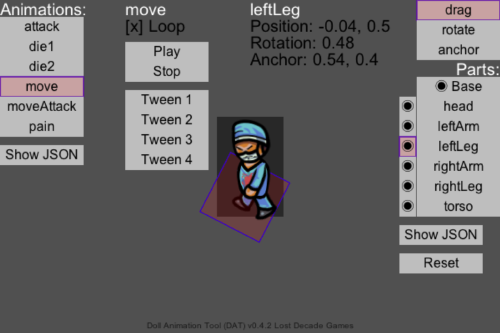 Animations:
attack
die1
die2
move
moveAttack
pain
Show JSON
move
[x] Loop
Play
Stop
Tween 1
Tween 2
Tween 3
Tween 4
leftLeg
Position: -0.04, 0.5
Rotation: 0.48
Anchor: 0.54, 0.4
drag
rotate
anchor
Parts:
Base
head
leftArm
leftLeg
rightArm
rightLeg
torso
Show JSON
Reset
Doll Animation Tool (DAT) v0.4.2 Lost Decade Games